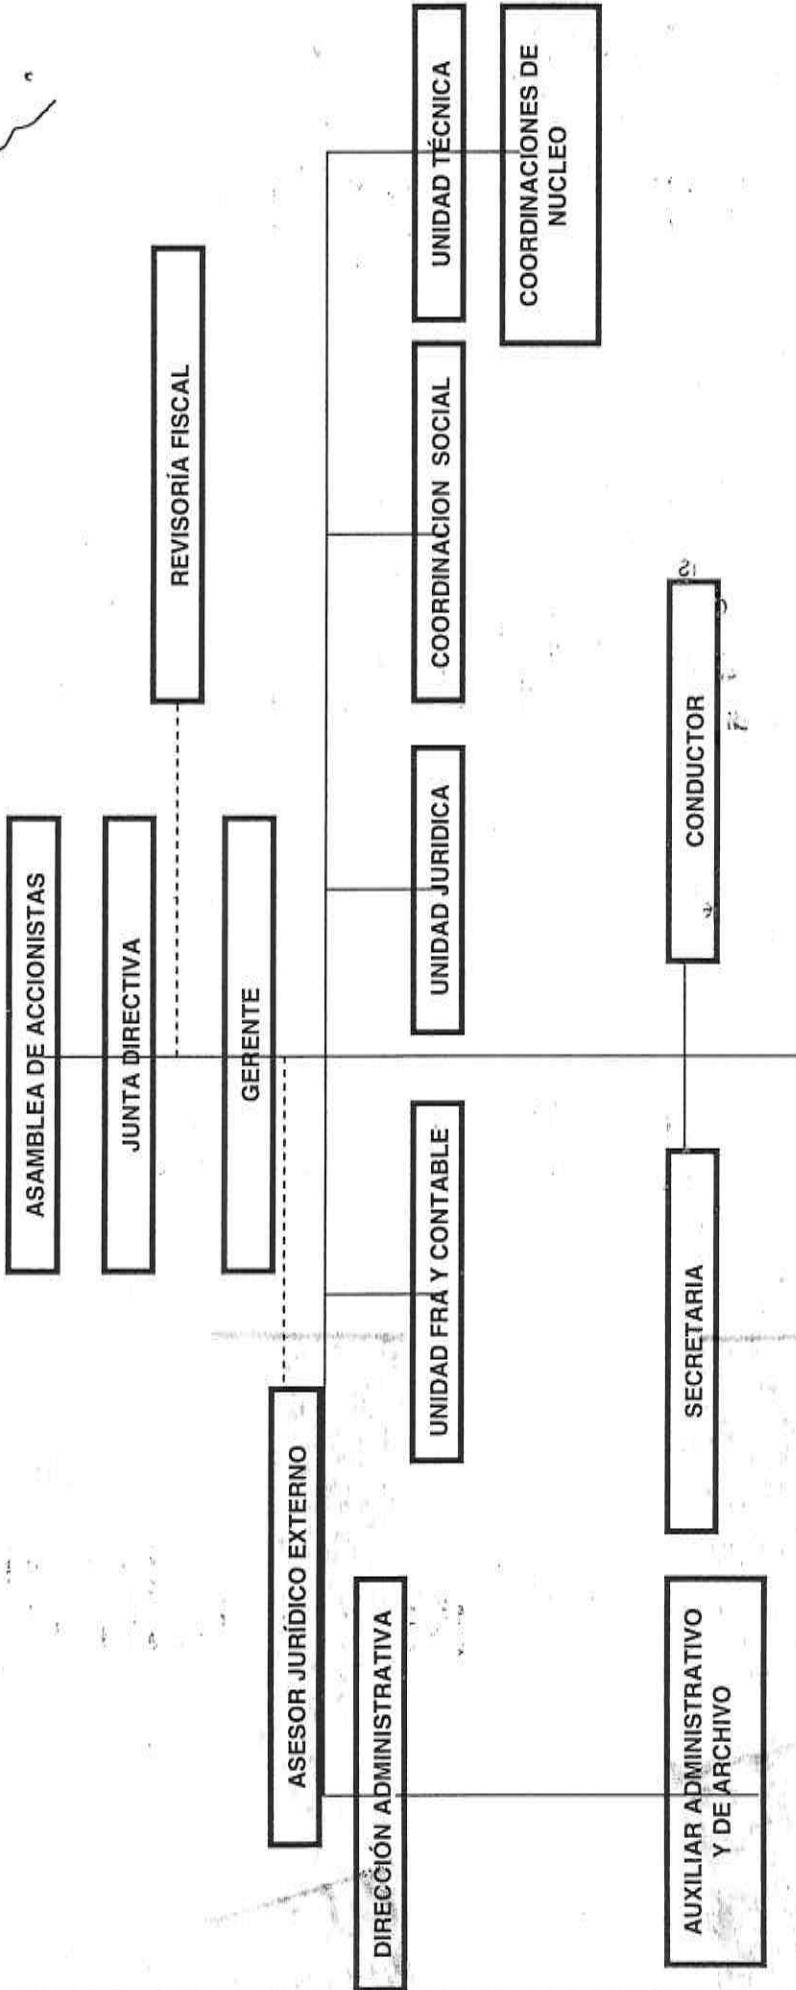 ASAMBLEA DE ACCIONISTAS
JUNTA DIRECTIVA
REVISORÍA FISCAL
GERENTE
ASESOR JURÍDICO EXTERNO
DIRECCIÓN ADMINISTRATIVA
UNIDAD FRA Y CONTABLE
UNIDAD JURIDICA
COORDINACION SOCIAL
UNIDAD TÉCNICA
COORDINACIONES DE
NUCLEO
AUXILIAR ADMINISTRATIVO
Y DE ARCHIVO
SECRETARIA
CONDUCTOR